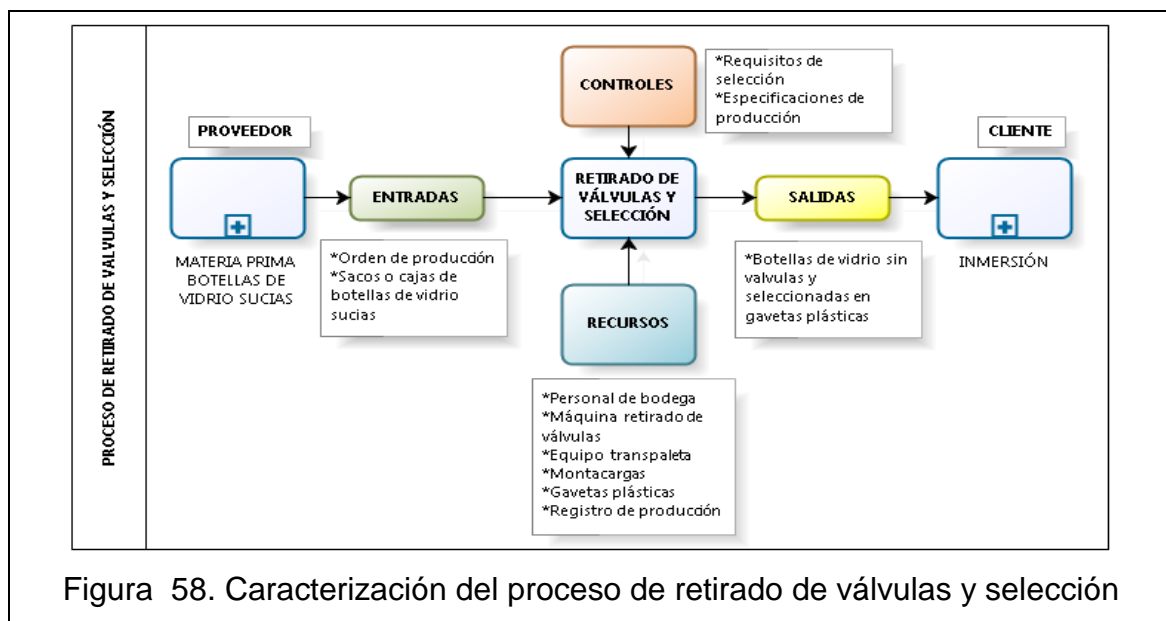 PROCESO DE RETIRADO DE VALVULAS Y SELECCIÓN
PROVEEDOR
MATERIA PRIMA
BOTELLAS DE
VIDRIO SUCIAS
ENTRADAS
*Orden de producción
*Sacos o cajas de
botellas de vidrio
sucias
CONTROLES
*Requisitos de
selección
*Especificaciones de
producción
RETIRADO DE
VÁLVULAS Y
SELECCIÓN
RECURSOS
*Personal de bodega
*Máquina retirado de
válvulas
*Equipo transpaleta
*Montacargas
*Gavetas plásticas
*Registro de producción
SALIDAS
*Botellas de vidrio sin
valvulas y
seleccionadas en
gavetas plásticas
CLIENTE
INMERSIÓN
Figura 58. Caracterización del proceso de retirado de válvulas y selección